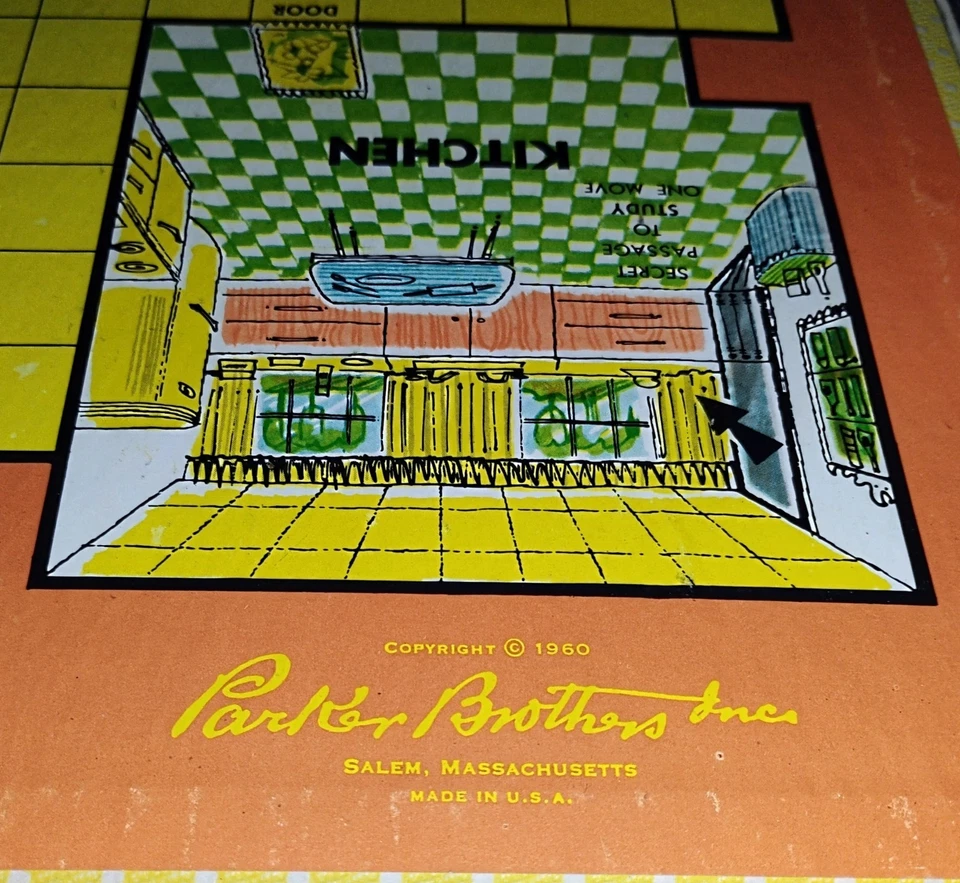 DOOR
KITCHEN
SECRET
PASSAGE
TO
STUDY
ONE MOVE
COPYRIGHT © 1960
Parker Brothers Inc.
SALEM, MASSACHUSETTS
MADE IN U.S.A.